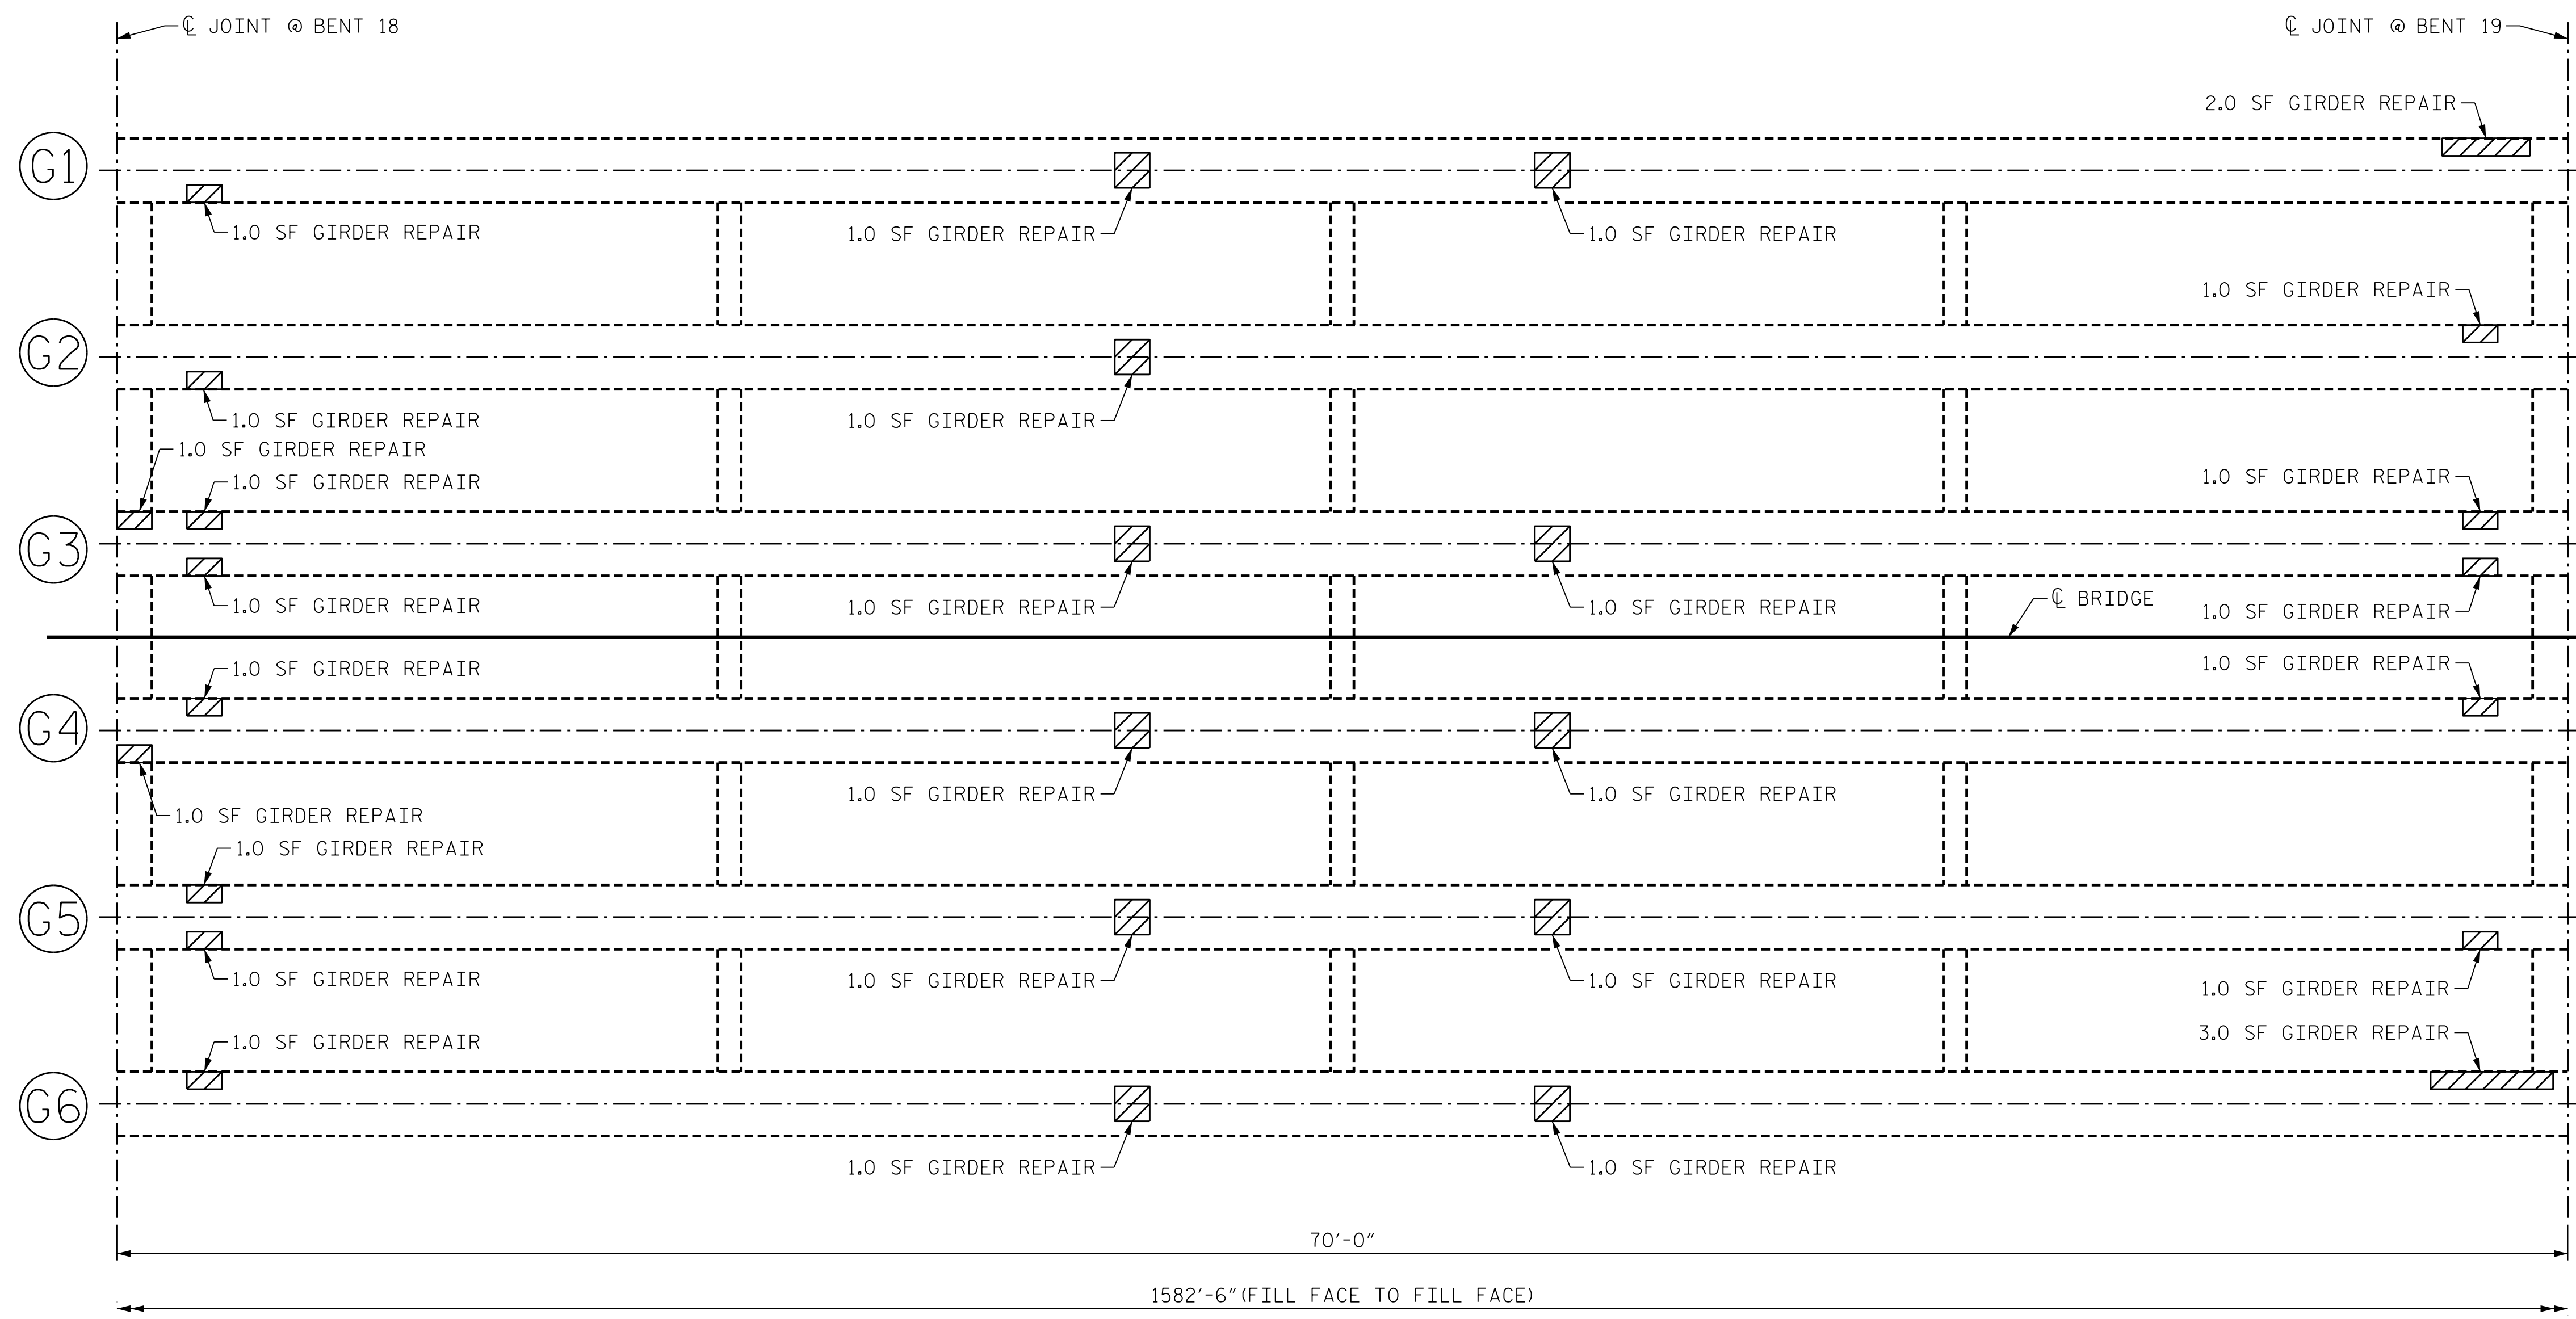 ℄ JOINT @ BENT 18
℄ JOINT @ BENT 19
2.0 SF GIRDER REPAIR
G1
1.0 SF GIRDER REPAIR
1.0 SF GIRDER REPAIR
1.0 SF GIRDER REPAIR
1.0 SF GIRDER REPAIR
G2
1.0 SF GIRDER REPAIR
1.0 SF GIRDER REPAIR
1.0 SF GIRDER REPAIR
1.0 SF GIRDER REPAIR
1.0 SF GIRDER REPAIR
G3
1.0 SF GIRDER REPAIR
1.0 SF GIRDER REPAIR
1.0 SF GIRDER REPAIR
℄ BRIDGE
1.0 SF GIRDER REPAIR
1.0 SF GIRDER REPAIR
1.0 SF GIRDER REPAIR
G4
1.0 SF GIRDER REPAIR
1.0 SF GIRDER REPAIR
1.0 SF GIRDER REPAIR
1.0 SF GIRDER REPAIR
G5
1.0 SF GIRDER REPAIR
1.0 SF GIRDER REPAIR
1.0 SF GIRDER REPAIR
1.0 SF GIRDER REPAIR
3.0 SF GIRDER REPAIR
1.0 SF GIRDER REPAIR
G6
1.0 SF GIRDER REPAIR
1.0 SF GIRDER REPAIR
70'-0"
1582'-6"(FILL FACE TO FILL FACE)